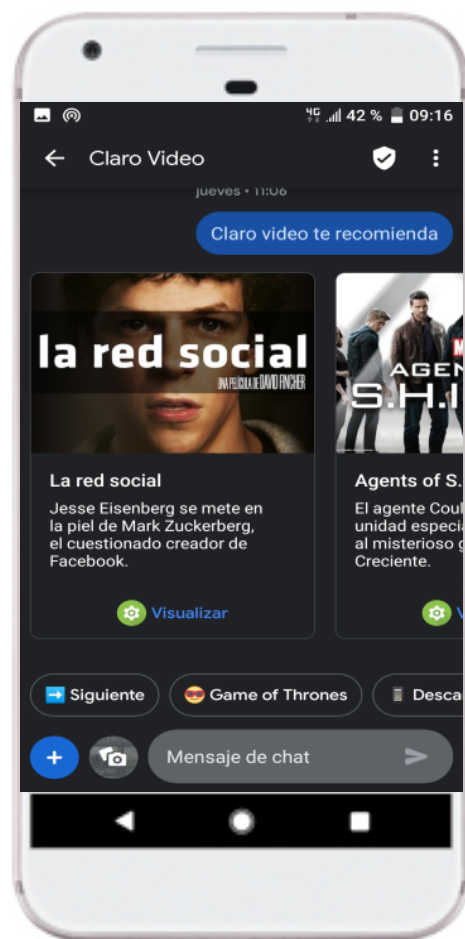 4G 42 % 09:16
Claro Video
jueves • 11:06
Claro video te recomienda
la red social
UNA PELÍCULA DE DAVID FINCHER
AGEN
S.H.I
La red social
Jesse Eisenberg se mete en
la piel de Mark Zuckerberg,
el cuestionado creador de
Facebook.
Visualizar
Agents of S.
El agente Coul
unidad especia
al misterioso g
Creciente.
V
Siguiente
Game of Thrones
Desca
Mensaje de chat